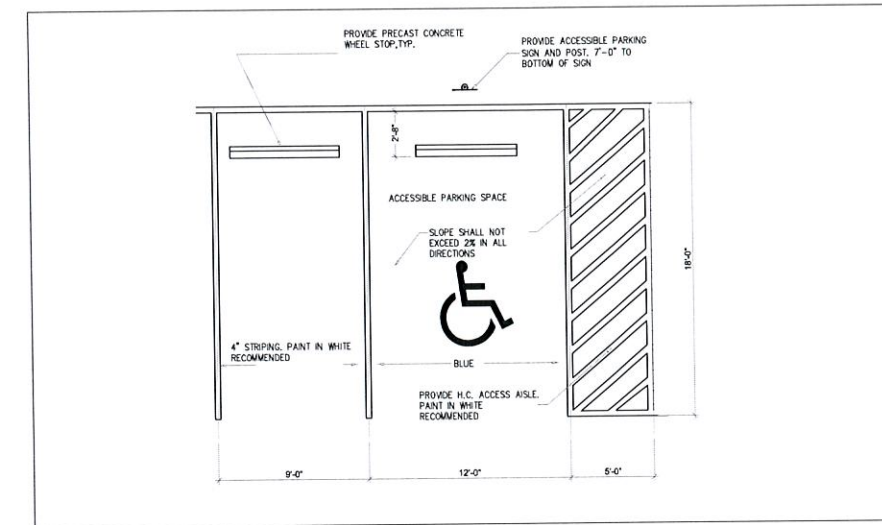 PROVIDE PRECAST CONCRETE
WHEEL STOP,TYP.
PROVIDE ACCESSIBLE PARKING
SIGN AND POST. 7'-0" TO
BOTTOM OF SIGN
2'-8"
ACCESSIBLE PARKING SPACE
SLOPE SHALL NOT
EXCEED 2% IN ALL
DIRECTIONS
18'-0"
4" STRIPING. PAINT IN WHITE
RECOMMENDED
BLUE
PROVIDE H.C. ACCESS AISLE.
PAINT IN WHITE
RECOMMENDED
9'-0"
12'-0"
5'-0"